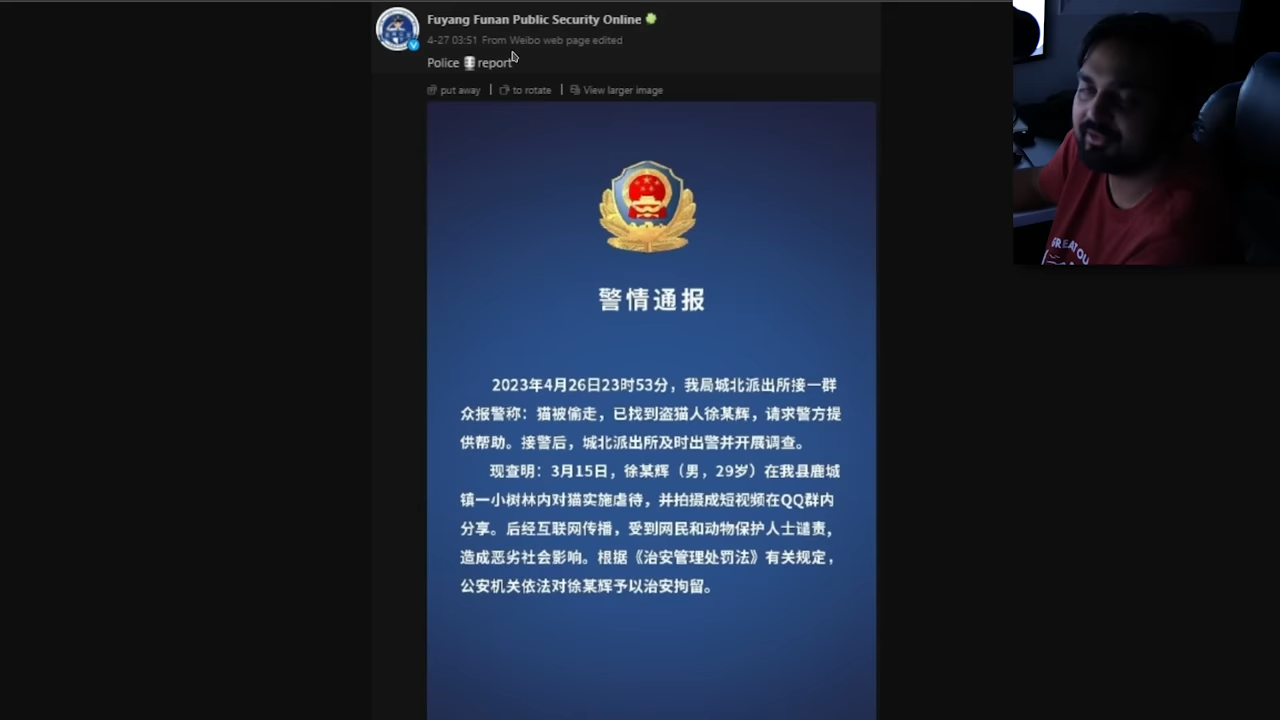 Fuyang Funan Public Security Online
4-27 03:51 From Weibo web page edited
Police report
put away | to rotate | View larger image
警情通报
2023年4月26日23时53分，我局城北派出所接一群
众报警称：猫被偷走，已找到盗猫人徐某辉，请求警方提
供帮助。接警后，城北派出所及时出警并开展调查。
现查明：3月15日，徐某辉（男，29岁）在我县鹿城
镇一小树林内对猫实施虐待，并拍摄成短视频在QQ群内
分享。后经互联网传播，受到网民和动物保护人士谴责，
造成恶劣社会影响。根据《治安管理处罚法》有关规定，
公安机关依法对徐某辉予以治安拘留。